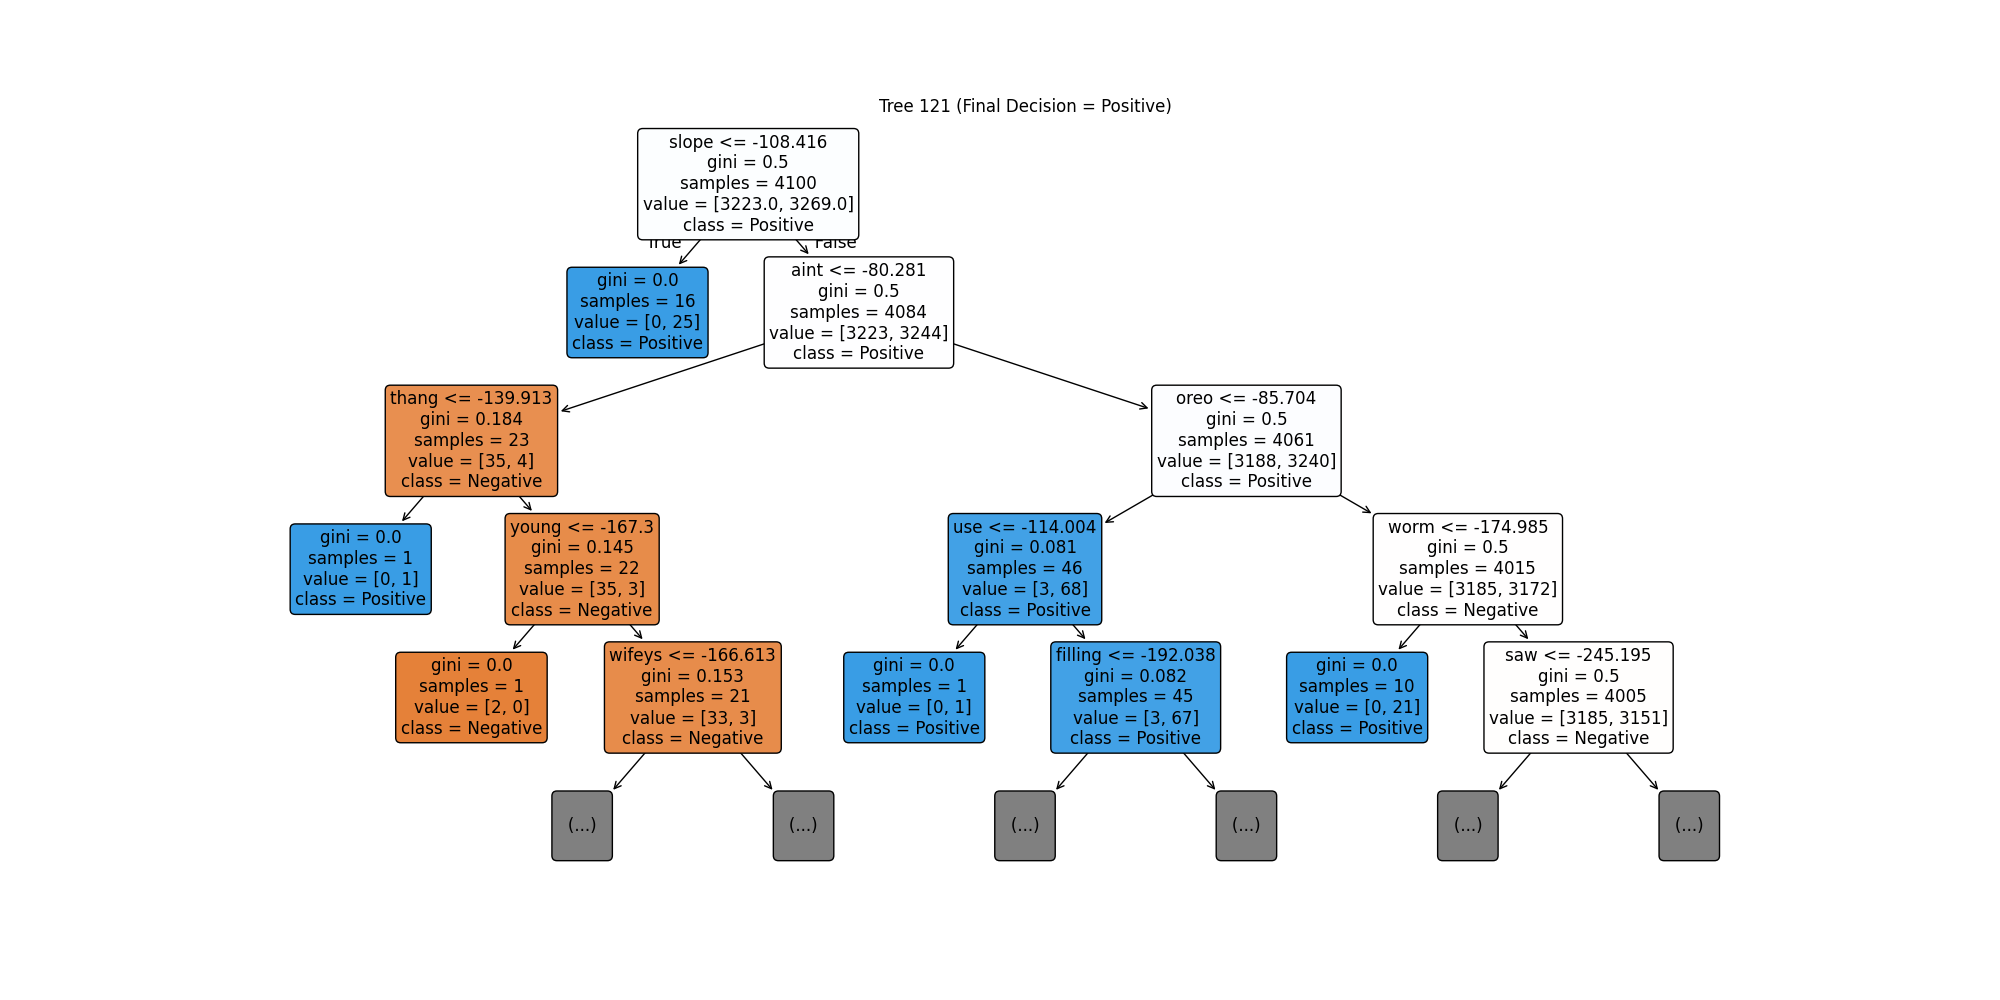 Tree 121 (Final Decision = Positive)
slope <= -108.416
gini = 0.5
samples = 4100
value = [3223.0, 3269.0]
class = Positive
True
False
gini = 0.0
samples = 16
value = [0, 25]
class = Positive
aint <= -80.281
gini = 0.5
samples = 4084
value = [3223, 3244]
class = Positive
thang <= -139.913
gini = 0.184
samples = 23
value = [35, 4]
class = Negative
oreo <= -85.704
gini = 0.5
samples = 4061
value = [3188, 3240]
class = Positive
gini = 0.0
samples = 1
value = [0, 1]
class = Positive
young <= -167.3
gini = 0.145
samples = 22
value = [35, 3]
class = Negative
use <= -114.004
gini = 0.081
samples = 46
value = [3, 68]
class = Positive
worm <= -174.985
gini = 0.5
samples = 4015
value = [3185, 3172]
class = Negative
gini = 0.0
samples = 1
value = [2, 0]
class = Negative
wifeys <= -166.613
gini = 0.153
samples = 21
value = [33, 3]
class = Negative
gini = 0.0
samples = 1
value = [0, 1]
class = Positive
filling <= -192.038
gini = 0.082
samples = 45
value = [3, 67]
class = Positive
gini = 0.0
samples = 10
value = [0, 21]
class = Positive
saw <= -245.195
gini = 0.5
samples = 4005
value = [3185, 3151]
class = Negative
(...)
(...)
(...)
(...)
(...)
(...)